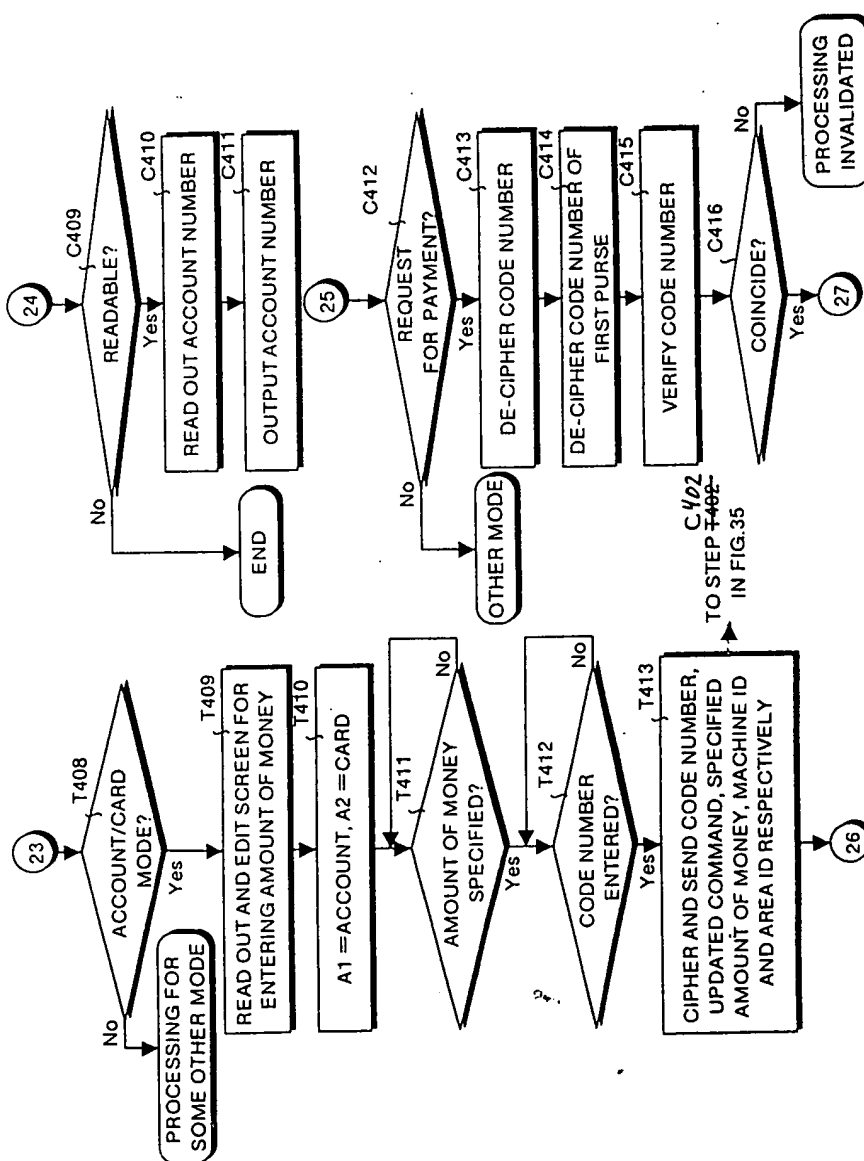 23
T408
ACCOUNT/CARD
MODE?
No
Yes
PROCESSING FOR
SOME OTHER MODE
T409
READ OUT AND EDIT SCREEN FOR
ENTERING AMOUNT OF MONEY
T410
A1 = ACCOUNT, A2 = CARD
T411
AMOUNT OF MONEY
SPECIFIED?
No
Yes
T412
CODE NUMBER
ENTERED?
No
Yes
T413
CIPHER AND SEND CODE NUMBER,
UPDATED COMMAND, SPECIFIED
AMOUNT OF MONEY, MACHINE ID
AND AREA ID RESPECTIVELY
C402
TO STEP T402
IN FIG.35
26
24
C409
READABLE?
No
Yes
END
C410
READ OUT ACCOUNT NUMBER
C411
OUTPUT ACCOUNT NUMBER
25
C412
REQUEST
FOR PAYMENT?
No
Yes
OTHER MODE
C413
DE-CIPHER CODE NUMBER
C414
DE-CIPHER CODE NUMBER OF
FIRST PURSE
C415
VERIFY CODE NUMBER
C416
COINCIDE?
No
Yes
PROCESSING
INVALIDATED
27